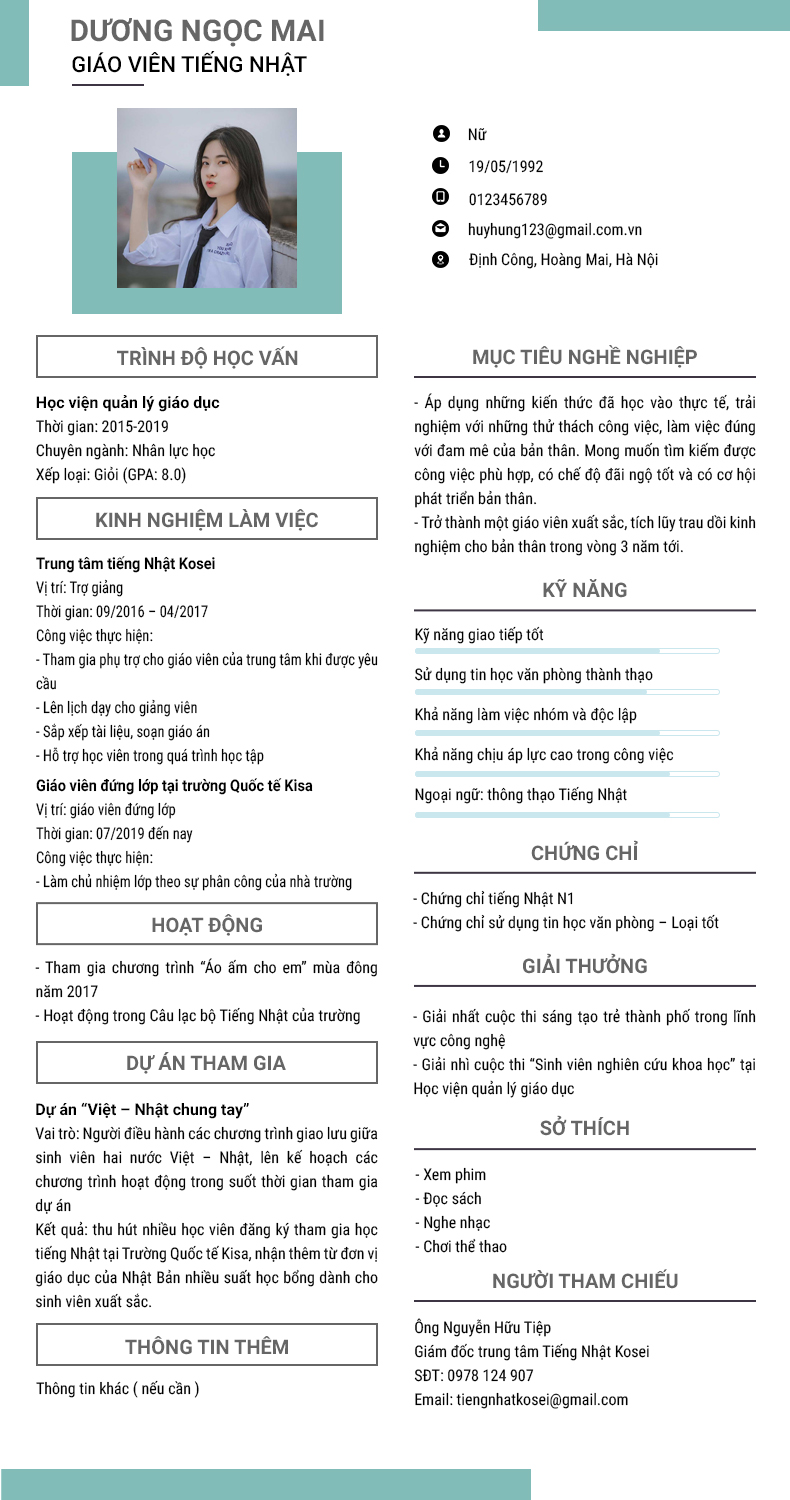 DƯƠNG NGỌC MAI
GIÁO VIÊN TIẾNG NHẬT
Nữ
19/05/1992
0123456789
huyhung123@gmail.com.vn
Định Công, Hoàng Mai, Hà Nội
TRÌNH ĐỘ HỌC VẤN
Học viện quản lý giáo dục
Thời gian: 2015-2019
Chuyên ngành: Nhân lực học
Xếp loại: Giỏi (GPA: 8.0)
KINH NGHIỆM LÀM VIỆC
Trung tâm tiếng Nhật Kosei
Vị trí: Trợ giảng
Thời gian: 09/2016 – 04/2017
Công việc thực hiện:
- Tham gia phụ trợ cho giáo viên của trung tâm khi được yêu
cầu
- Lên lịch dạy cho giảng viên
- Sắp xếp tài liệu, soạn giáo án
- Hỗ trợ học viên trong quá trình học tập
Giáo viên đứng lớp tại trường Quốc tế Kisa
Vị trí: giáo viên đứng lớp
Thời gian: 07/2019 đến nay
Công việc thực hiện:
- Làm chủ nhiệm lớp theo sự phân công của nhà trường
HOẠT ĐỘNG
- Tham gia chương trình “Áo ấm cho em” mùa đông
năm 2017
- Hoạt động trong Câu lạc bộ Tiếng Nhật của trường
DỰ ÁN THAM GIA
Dự án “Việt – Nhật chung tay”
Vai trò: Người điều hành các chương trình giao lưu giữa
sinh viên hai nước Việt – Nhật, lên kế hoạch các
chương trình hoạt động trong suốt thời gian tham gia
dự án
Kết quả: thu hút nhiều học viên đăng ký tham gia học
tiếng Nhật tại Trường Quốc tế Kisa, nhận thêm từ đơn vị
giáo dục của Nhật Bản nhiều suất học bổng dành cho
sinh viên xuất sắc.
THÔNG TIN THÊM
Thông tin khác ( nếu cần )
MỤC TIÊU NGHỀ NGHIỆP
- Áp dụng những kiến thức đã học vào thực tế, trải
nghiệm với những thử thách công việc, làm việc đúng
với đam mê của bản thân. Mong muốn tìm kiếm được
công việc phù hợp, có chế độ đãi ngộ tốt và có cơ hội
phát triển bản thân.
- Trở thành một giáo viên xuất sắc, tích lũy trau dồi kinh
nghiệm cho bản thân trong vòng 3 năm tới.
KỸ NĂNG
Kỹ năng giao tiếp tốt
Sử dụng tin học văn phòng thành thạo
Khả năng làm việc nhóm và độc lập
Khả năng chịu áp lực cao trong công việc
Ngoại ngữ: thông thạo Tiếng Nhật
CHỨNG CHỈ
- Chứng chỉ tiếng Nhật N1
- Chứng chỉ sử dụng tin học văn phòng – Loại tốt
GIẢI THƯỞNG
- Giải nhất cuộc thi sáng tạo trẻ thành phố trong lĩnh
vực công nghệ
- Giải nhì cuộc thi “Sinh viên nghiên cứu khoa học” tại
Học viện quản lý giáo dục
SỞ THÍCH
- Xem phim
- Đọc sách
- Nghe nhạc
- Chơi thể thao
NGƯỜI THAM CHIẾU
Ông Nguyễn Hữu Tiệp
Giám đốc trung tâm Tiếng Nhật Kosei
SĐT: 0978 124 907
Email: tiengnhatkosei@gmail.com